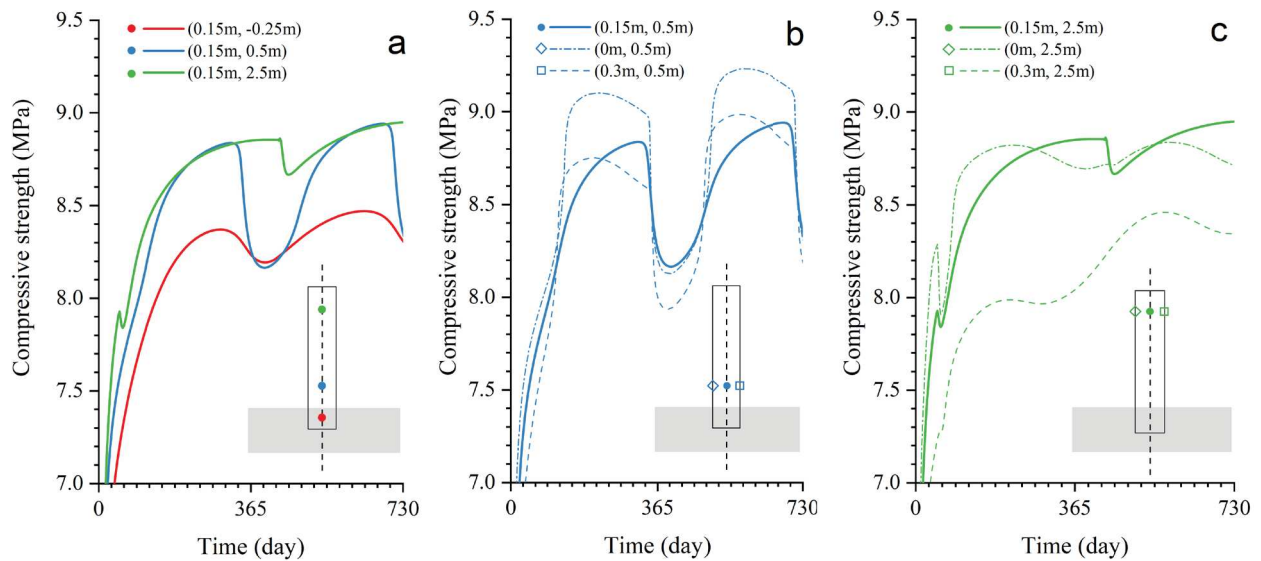 a
(0.15m, -0.25m)
(0.15m, 0.5m)
(0.15m, 2.5m)
Compressive strength (MPa)
9.5
9.0
8.5
8.0
7.5
7.0
0
365
730
Time (day)
b
(0.15m, 0.5m)
(0m, 0.5m)
(0.3m, 0.5m)
Compressive strength (MPa)
9.5
9.0
8.5
8.0
7.5
7.0
0
365
730
Time (day)
c
(0.15m, 2.5m)
(0m, 2.5m)
(0.3m, 2.5m)
Compressive strength (MPa)
9.5
9.0
8.5
8.0
7.5
7.0
0
365
730
Time (day)